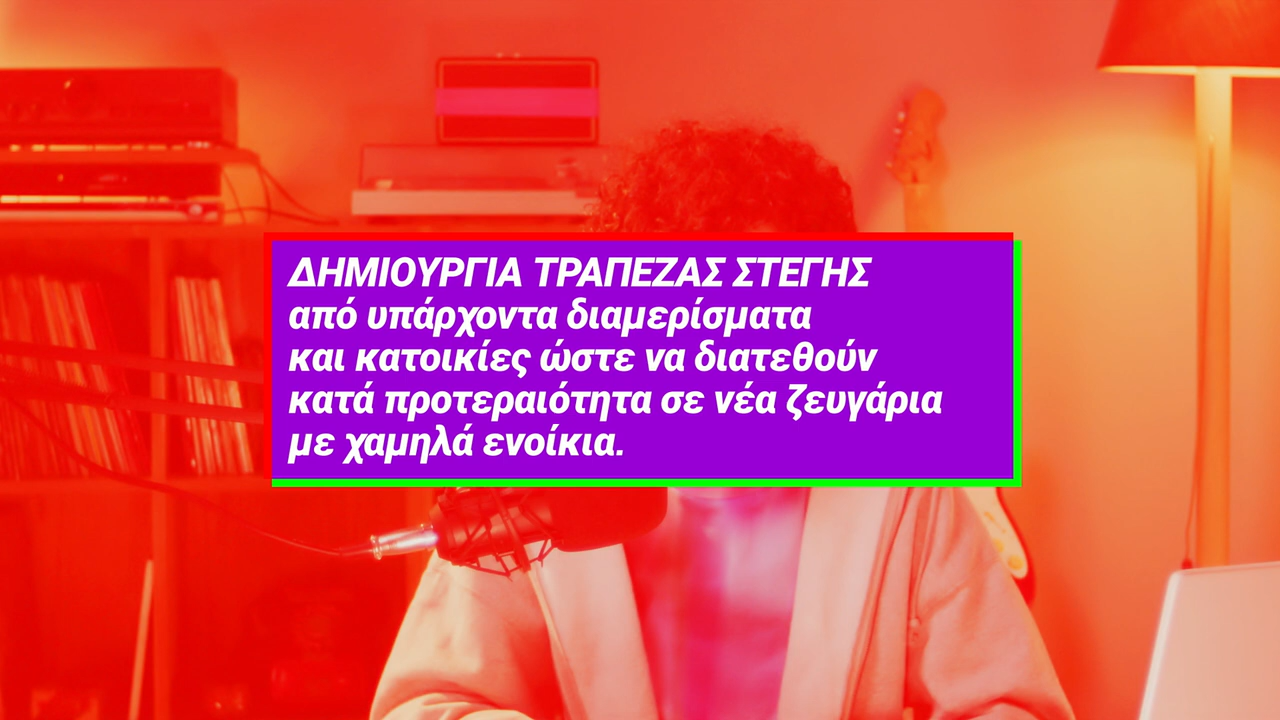 ΔΗΜΙΟΥΡΓΙΑ ΤΡΑΠΕΖΑΣ ΣΤΕΓΗΣ
από υπάρχοντα διαμερίσματα
και κατοικίες ώστε να διατεθούν
κατά προτεραιότητα σε νέα ζευγάρια
με χαμηλά ενοίκια.